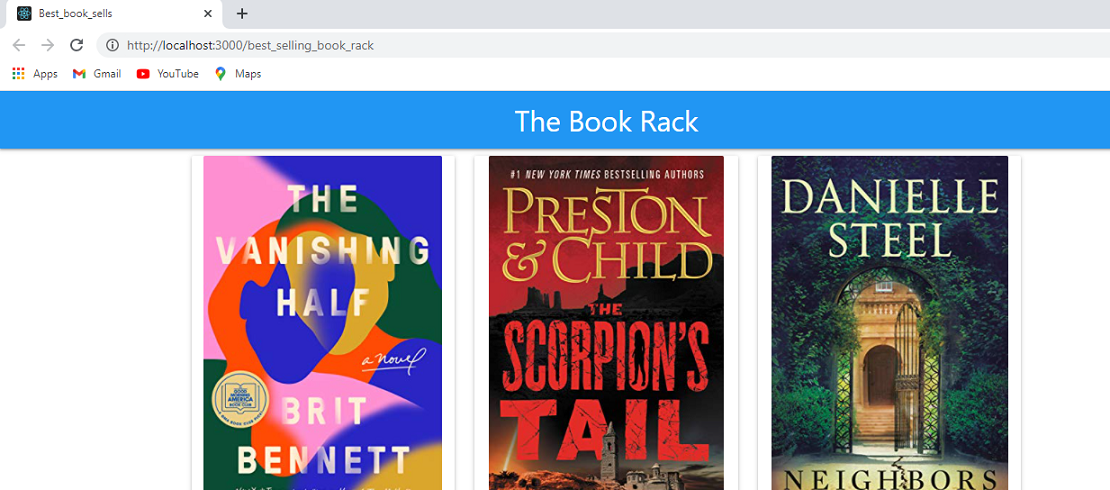 Best_book_sells
http://localhost:3000/best_selling_book_rack
Apps Gmail YouTube Maps
The Book Rack
THE
VANISHING
HALF
a novel
GOOD
MORNING
AMERICA
BOOK CLUB
BRIT
BENNETT
#1 NEW YORK TIMES BESTSELLING AUTHORS
PRESTON
& CHILD
THE
SCORPION'S
TAIL
DANIELLE
STEEL
NEIGHBORS